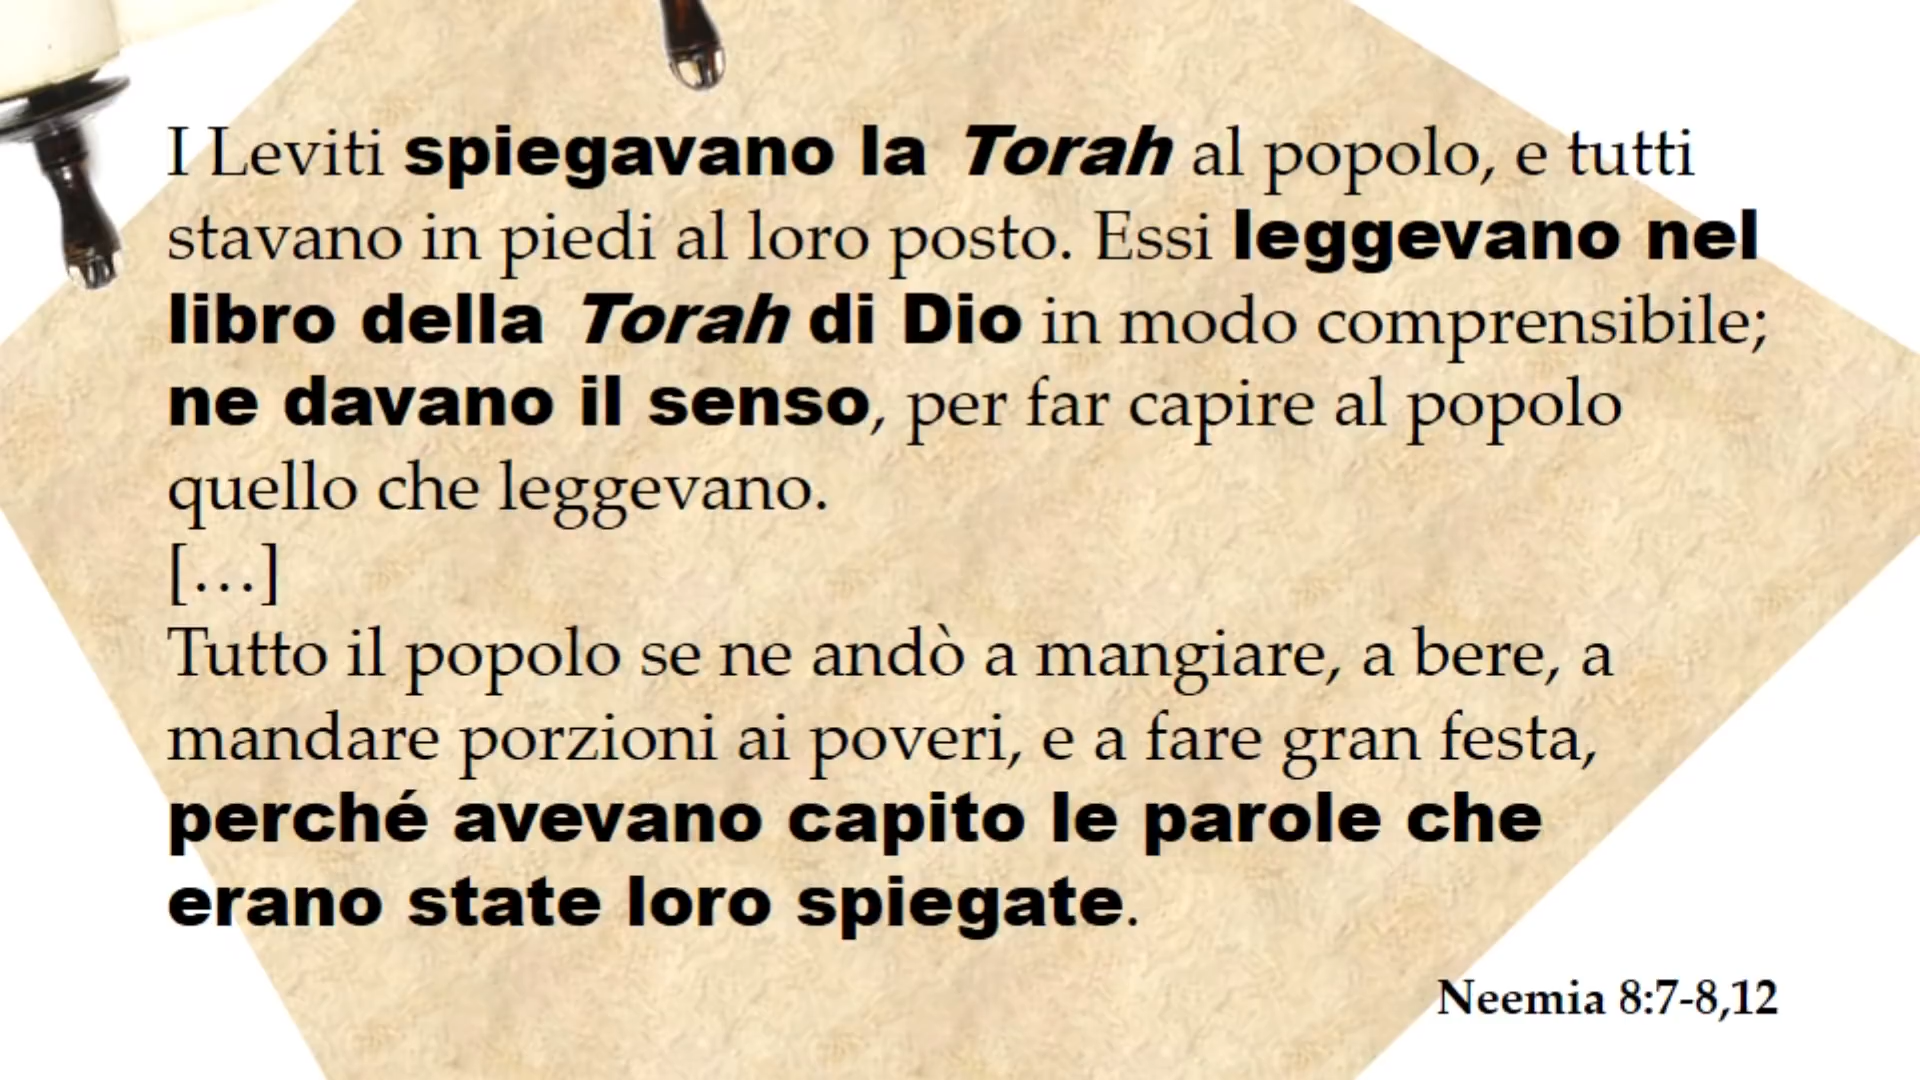 I Leviti spiegavano la Torah al popolo, e tutti
stavano in piedi al loro posto. Essi leggevano nel
libro della Torah di Dio in modo comprensibile;
ne davano il senso, per far capire al popolo
quello che leggevano.
[…]
Tutto il popolo se ne andò a mangiare, a bere, a
mandare porzioni ai poveri, e a fare gran festa,
perché avevano capito le parole che
erano state loro spiegate.
Neemia 8:7-8,12